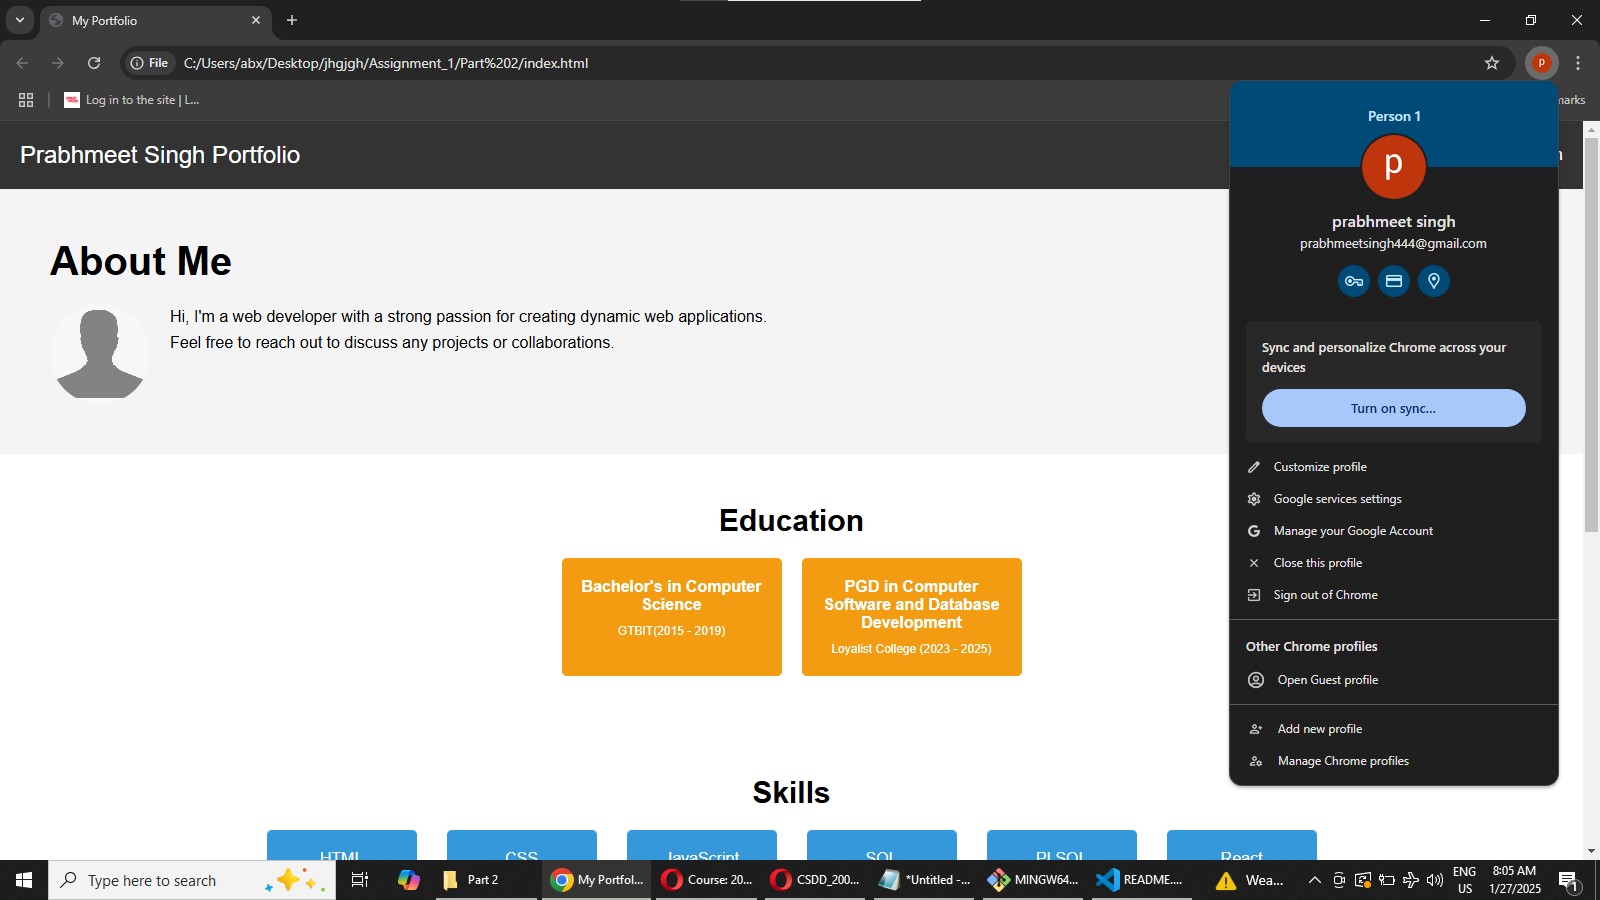 My Portfolio
File
C:/Users/abx/Desktop/jhgjgh/Assignment_1/Part%202/index.html
p
Log in to the site | L...
marks
Prabhmeet Singh Portfolio
About Me
Hi, I'm a web developer with a strong passion for creating dynamic web applications.
Feel free to reach out to discuss any projects or collaborations.
Education
Bachelor's in Computer
Science
GTBIT(2015 - 2019)
PGD in Computer
Software and Database
Development
Loyalist College (2023 - 2025)
Skills
HTML
CSS
JavaScript
SQL
PLSQL
React
Person 1
p
prabhmeet singh
prabhmeetsingh444@gmail.com
Sync and personalize Chrome across your
devices
Turn on sync...
Customize profile
Google services settings
Manage your Google Account
Close this profile
Sign out of Chrome
Other Chrome profiles
Open Guest profile
Add new profile
Manage Chrome profiles
Type here to search
Part 2
My Portfol...
Course: 20...
CSDD_200...
*Untitled -...
MINGW64...
README....
Wea...
ENG
US
8:05 AM
1/27/2025
1